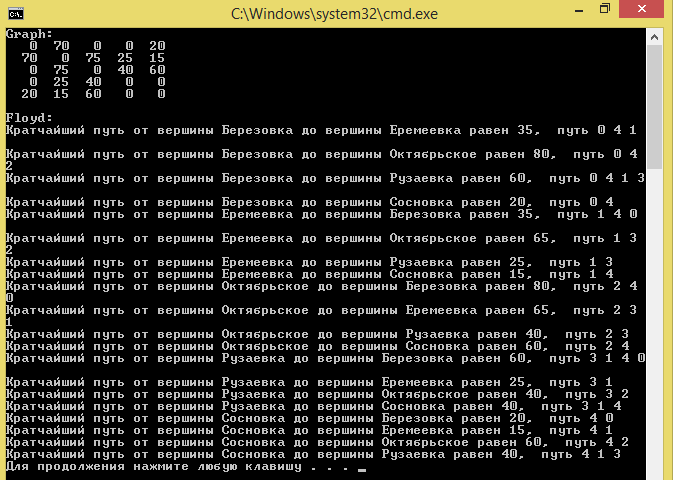 C:\Windows\system32\cmd.exe
Graph:
0 70 0 0 20
70 0 75 25 15
0 75 0 40 60
0 25 40 0 0
20 15 60 0 0
Floyd:
Кратчайший путь от вершины Березовка до вершины Еремеевка равен 35, путь 0 4 1
Кратчайший путь от вершины Березовка до вершины Октябрьское равен 80, путь 0 4
2
Кратчайший путь от вершины Березовка до вершины Рузаевка равен 60, путь 0 4 1 3
Кратчайший путь от вершины Березовка до вершины Сосновка равен 20, путь 0 4
Кратчайший путь от вершины Еремеевка до вершины Березовка равен 35, путь 1 4 0
Кратчайший путь от вершины Еремеевка до вершины Октябрьское равен 65, путь 1 3
2
Кратчайший путь от вершины Еремеевка до вершины Рузаевка равен 25, путь 1 3
Кратчайший путь от вершины Еремеевка до вершины Сосновка равен 15, путь 1 4
Кратчайший путь от вершины Октябрьское до вершины Березовка равен 80, путь 2 4
0
Кратчайший путь от вершины Октябрьское до вершины Еремеевка равен 65, путь 2 3
1
Кратчайший путь от вершины Октябрьское до вершины Рузаевка равен 40, путь 2 3
Кратчайший путь от вершины Октябрьское до вершины Сосновка равен 60, путь 2 4
Кратчайший путь от вершины Рузаевка до вершины Березовка равен 60, путь 3 1 4 0
Кратчайший путь от вершины Рузаевка до вершины Еремеевка равен 25, путь 3 1
Кратчайший путь от вершины Рузаевка до вершины Октябрьское равен 40, путь 3 2
Кратчайший путь от вершины Рузаевка до вершины Сосновка равен 40, путь 3 1 4
Кратчайший путь от вершины Сосновка до вершины Березовка равен 20, путь 4 0
Кратчайший путь от вершины Сосновка до вершины Еремеевка равен 15, путь 4 1
Кратчайший путь от вершины Сосновка до вершины Октябрьское равен 60, путь 4 2
Кратчайший путь от вершины Сосновка до вершины Рузаевка равен 40, путь 4 1 3
Для продолжения нажмите любую клавишу . . . _